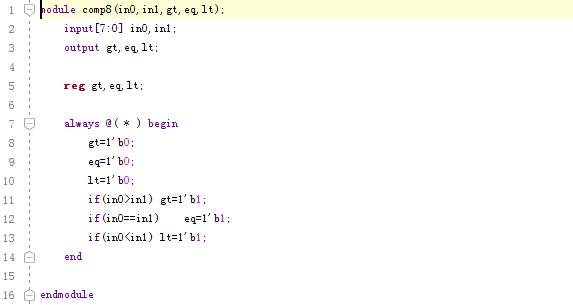 1 module comp8(in0,in1,gt,eq,lt);
2 input[7:0] in0,in1;
3 output gt,eq,lt;
4
5 reg gt,eq,lt;
6
7 always @( * ) begin
8 gt=1'b0;
9 eq=1'b0;
10 lt=1'b0;
11 if(in0>in1) gt=1'b1;
12 if(in0==in1) eq=1'b1;
13 if(in0<in1) lt=1'b1;
14 end
15
16 endmodule